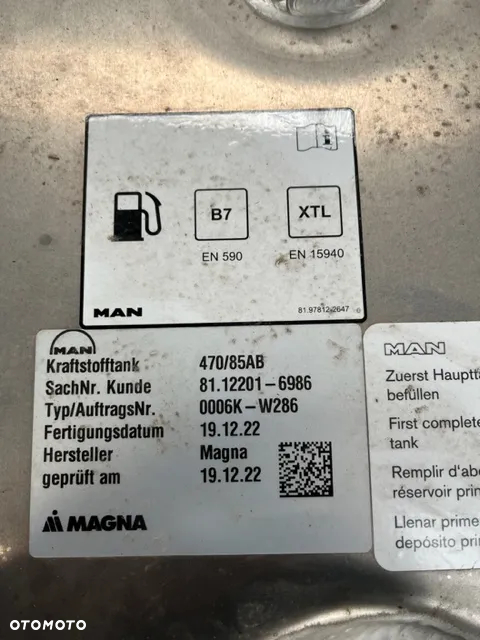 B7
XTL
EN 590
EN 15940
MAN
81.97812-2647
MAN
Kraftstofftank 470/85AB
SachNr. Kunde 81.12201-6986
Typ/AuftragsNr. 0006K-W286
Fertigungsdatum 19.12.22
Hersteller Magna
geprüft am 19.12.22
MAGNA
MAN
Zuerst Hauptta
befüllen
First complete
tank
Remplir d'abo
réservoir prin
Llenar prime
depósito prin
OTOMOTO